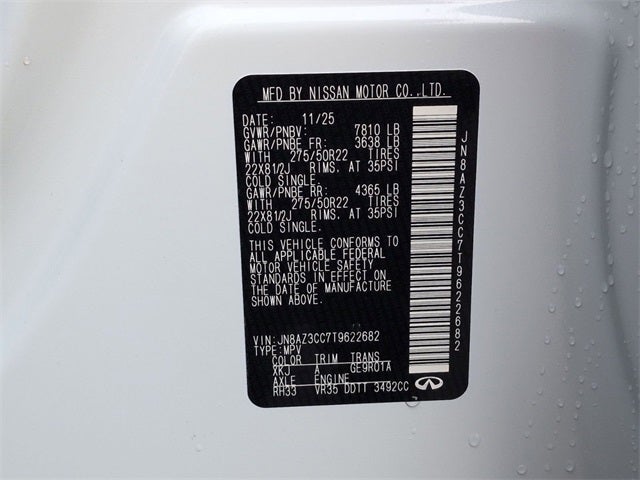 MFD BY NISSAN MOTOR CO.,LTD.
DATE: 11/25
GVWR/PNBV: 7810 LB
GAWR/PNBE FR: 3638 LB
WITH 275/50R22 TIRES
22X81/2J RIMS, AT 35PSI
COLD SINGLE.
GAWR/PNBE RR: 4365 LB
WITH 275/50R22 TIRES
22X81/2J RIMS, AT 35PSI
COLD SINGLE.
THIS VEHICLE CONFORMS TO
ALL APPLICABLE FEDERAL
MOTOR VEHICLE SAFETY
STANDARDS IN EFFECT ON
THE DATE OF MANUFACTURE
SHOWN ABOVE.
VIN:JN8AZ3CC7T9622682
TYPE:MPV
COLOR TRIM TRANS
XKJ A GE9R01A
AXLE ENGINE
RH33 VR35 DDTT 3492CC
JN8AZ3CC7T9622682